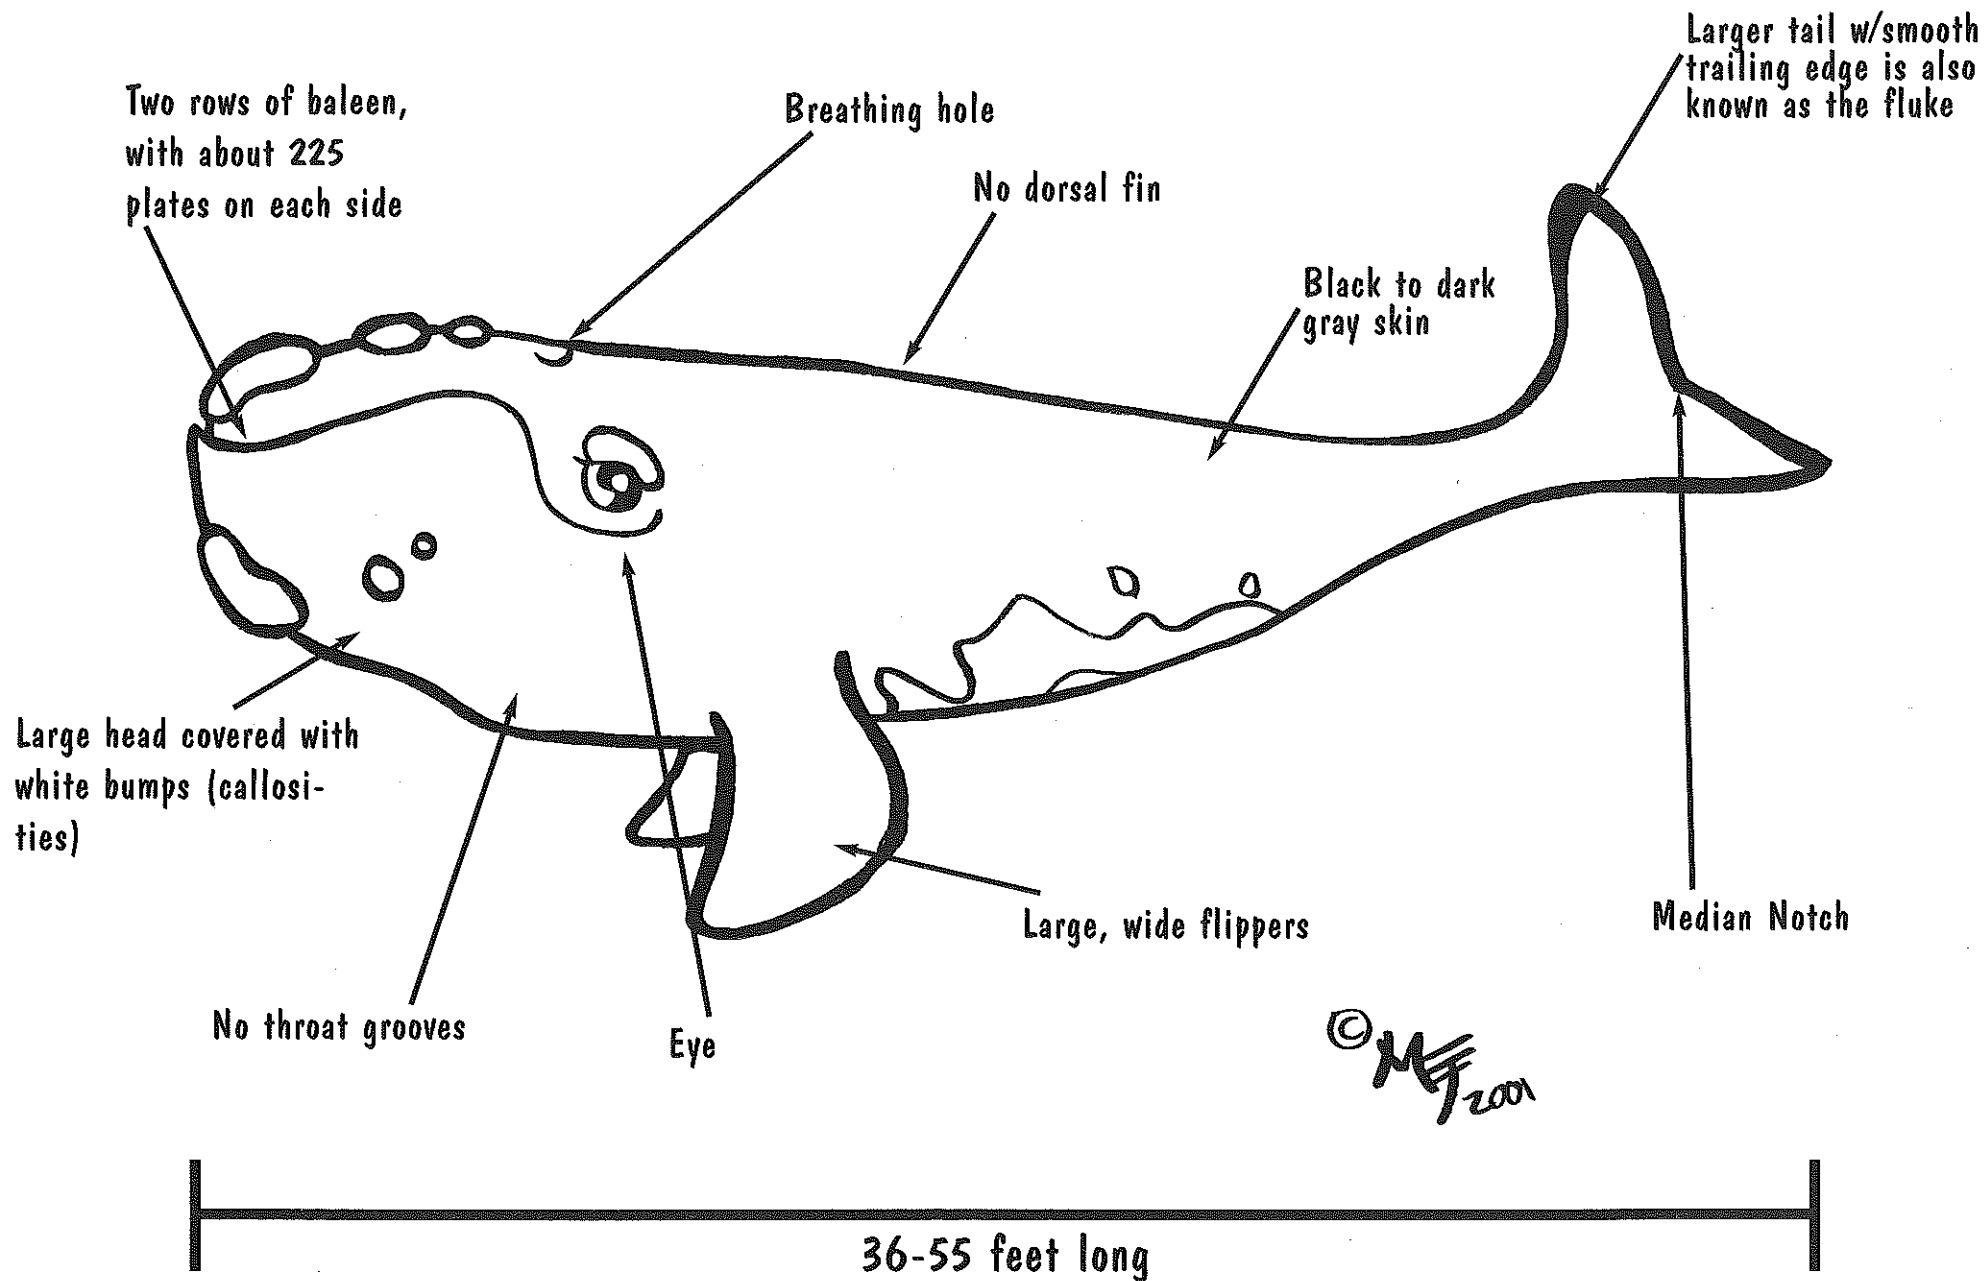 Larger tail w/smooth
trailing edge is also
known as the fluke
Two rows of baleen,
with about 225
plates on each side
Breathing hole
No dorsal fin
Black to dark
gray skin
Large head covered with
white bumps (callosi-
ties)
Large, wide flippers
Median Notch
No throat grooves
Eye
© MEJ 2001
36-55 feet long